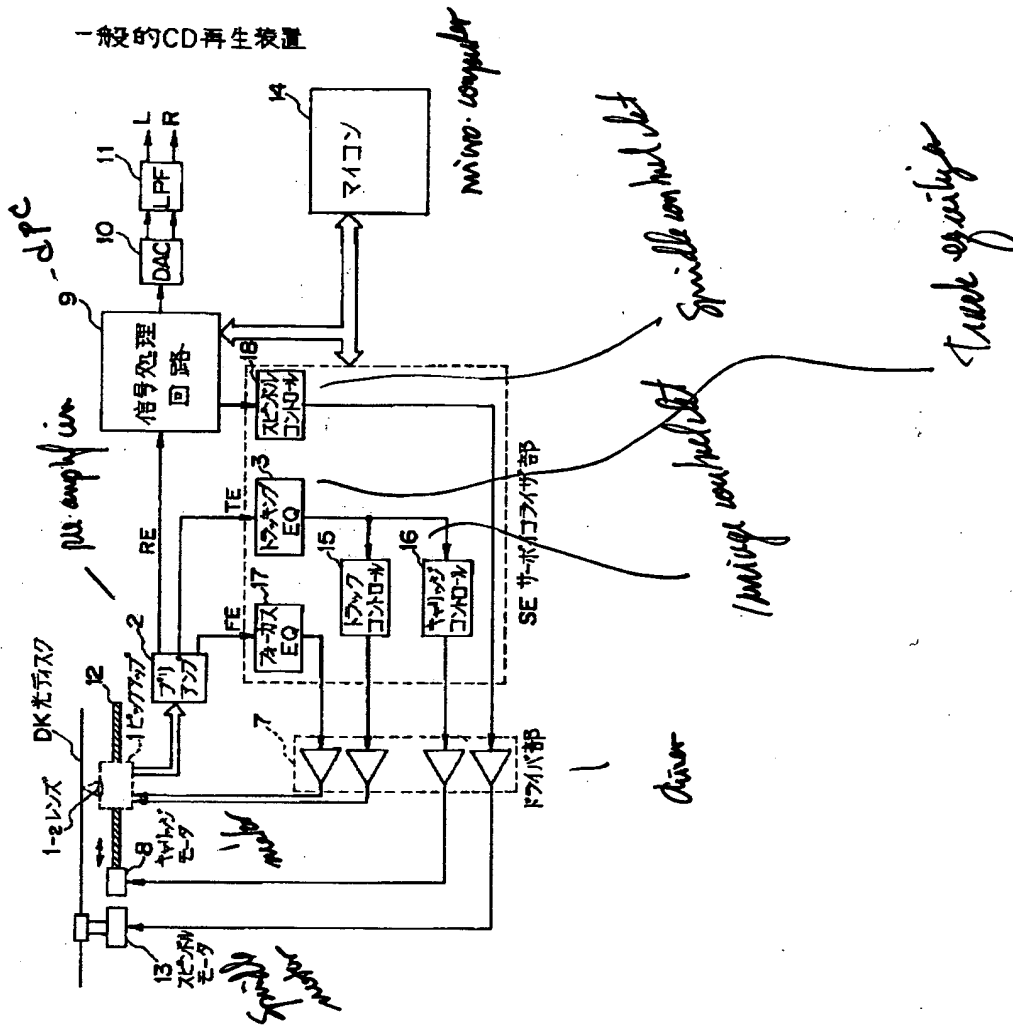 一般的CD再生装置
DK 光ディスク
1-2 レンズ
12
1 ピックアップ
8
キャリッジ
モータ
13
スピンドル
モータ
2
プリ
アンプ
RE
TE
FE
9
信号処理
回路
10
DAC
11
LPF
L
R
14
マイコン
17
フォーカス
EQ
3
トラッキング
EQ
18
スピンドル
コントロール
15
トラック
コントロール
16
キャリッジ
コントロール
SE サーボイコライザ部
7
ドライバ部
micro-computer
Spindle
motor
Spindle
driver